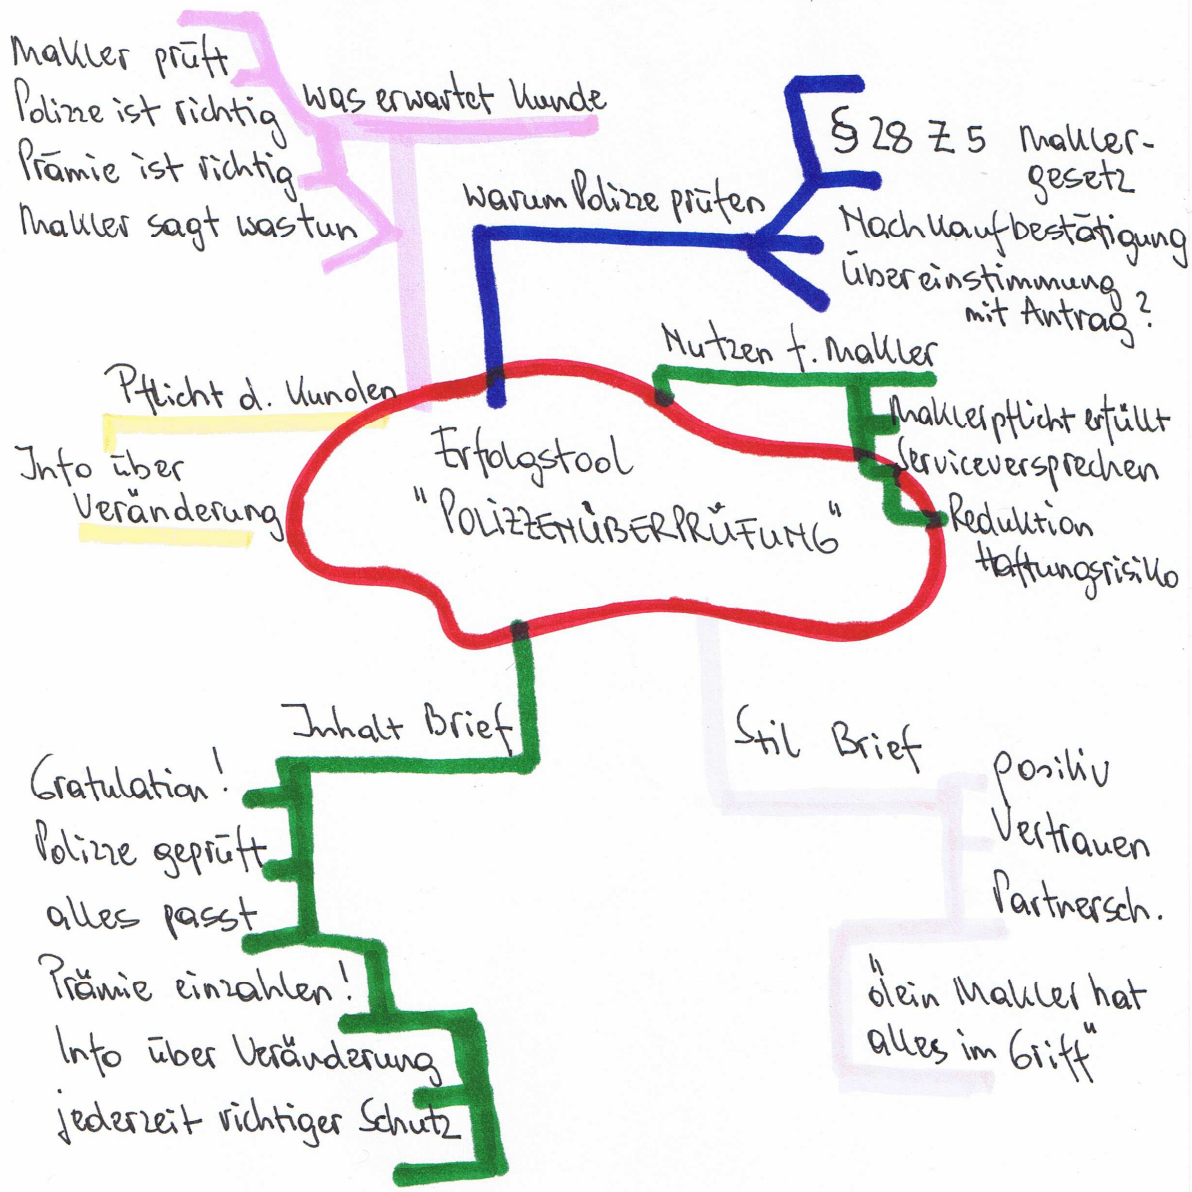 Makler prüft
Polizze ist richtig
Prämie ist richtig
Makler sagt was tun
was erwartet Kunde
warum Polizze prüfen
§ 28 Z 5 Makler-
gesetz
Nachkaufbestätigung
Übereinstimmung
mit Antrag?
Nutzen f. Makler
Maklerpflicht erfüllt
Serviceversprechen
Reduktion
Haftungsrisiko
Pflicht d. Kunden
Info über
Veränderung
Erfolgstool
"POLIZZENÜBERPRÜFUNG"
Inhalt Brief
Gratulation!
Polizze geprüft
alles passt
Prämie einzahlen!
Info über Veränderung
jederzeit richtiger Schutz
Stil Brief
positiv
Vertrauen
Partnersch.
"dein Makler hat
alles im Griff"